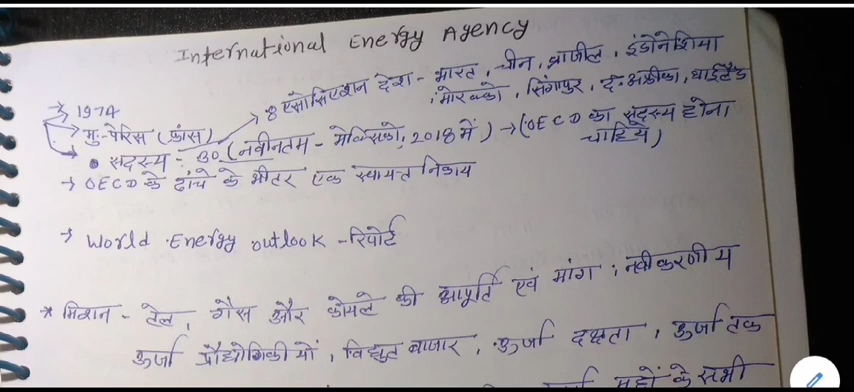 International Energy Agency
→ 1974
8 एसोसिएशन देश - भारत, चीन, ब्राजील, इंडोनेशिया
, मोरक्को, सिंगापुर, द. अफ्रीका, थाईलैंड
मु:- पेरिस (फ्रांस)
• सदस्य - 30 (नवीनतम - मेक्सिको, 2018 में) → (OECD का सदस्य होना
चाहिये)
→ OECD के ढांचे के भीतर एक स्वायत निकाय
→ World Energy outlook - रिपोर्ट
* मिशन - तेल, गैस और कोयले की आपूर्ति एवं मांग ; नवीकरणीय
ऊर्जा प्रौद्योगिकीयों, विद्युत बाजार, ऊर्जा दक्षता, ऊर्जा तक
के सभी